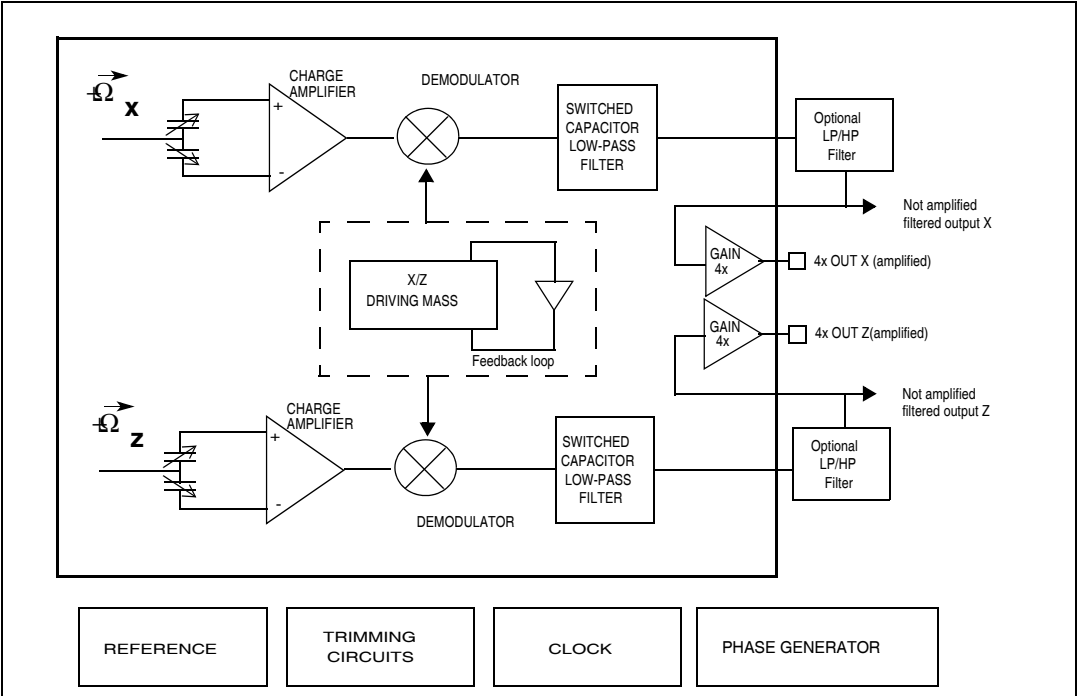 +Ω x
CHARGE
AMPLIFIER
DEMODULATOR
+
-
SWITCHED
CAPACITOR
LOW-PASS
FILTER
Optional
LP/HP
Filter
Not amplified
filtered output X
GAIN
4x
4x OUT X (amplified)
X/Z
DRIVING MASS
Feedback loop
GAIN
4x
4x OUT Z(amplified)
Not amplified
filtered output Z
+Ω z
CHARGE
AMPLIFIER
+
-
DEMODULATOR
SWITCHED
CAPACITOR
LOW-PASS
FILTER
Optional
LP/HP
Filter
REFERENCE
TRIMMING
CIRCUITS
CLOCK
PHASE GENERATOR